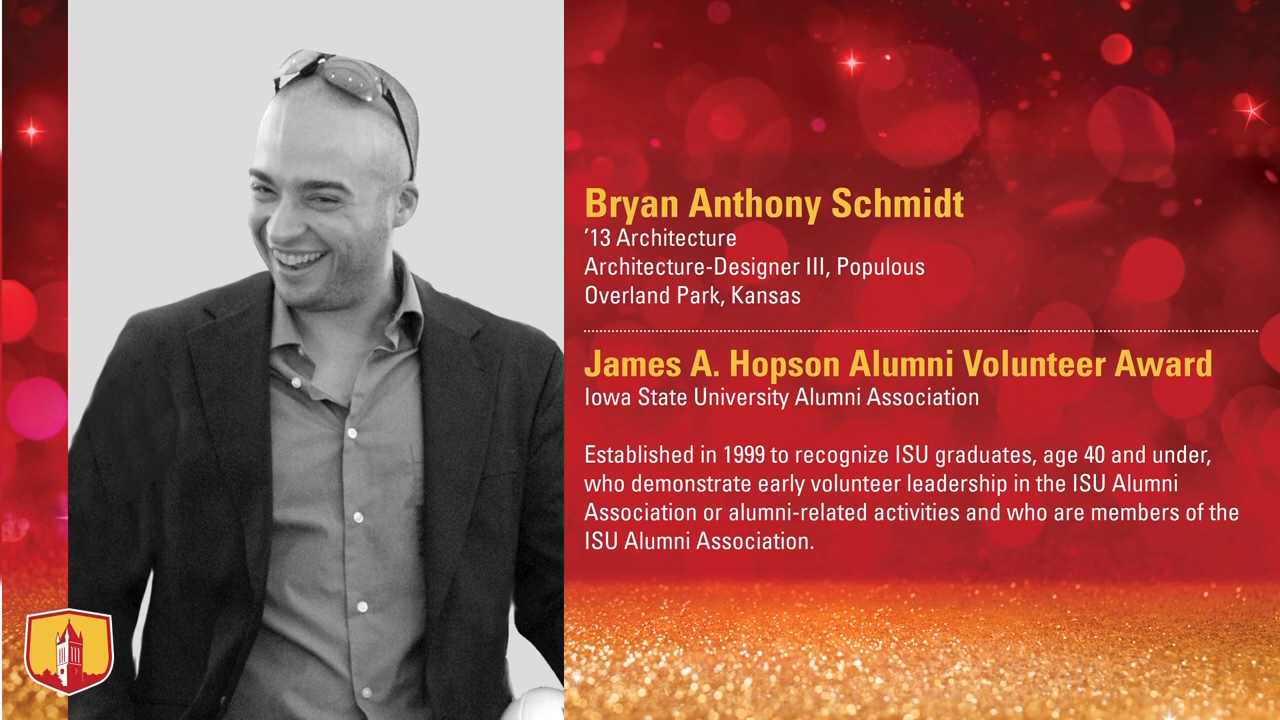 Bryan Anthony Schmidt
’13 Architecture
Architecture-Designer III, Populous
Overland Park, Kansas
James A. Hopson Alumni Volunteer Award
Iowa State University Alumni Association
Established in 1999 to recognize ISU graduates, age 40 and under,
who demonstrate early volunteer leadership in the ISU Alumni
Association or alumni-related activities and who are members of the
ISU Alumni Association.